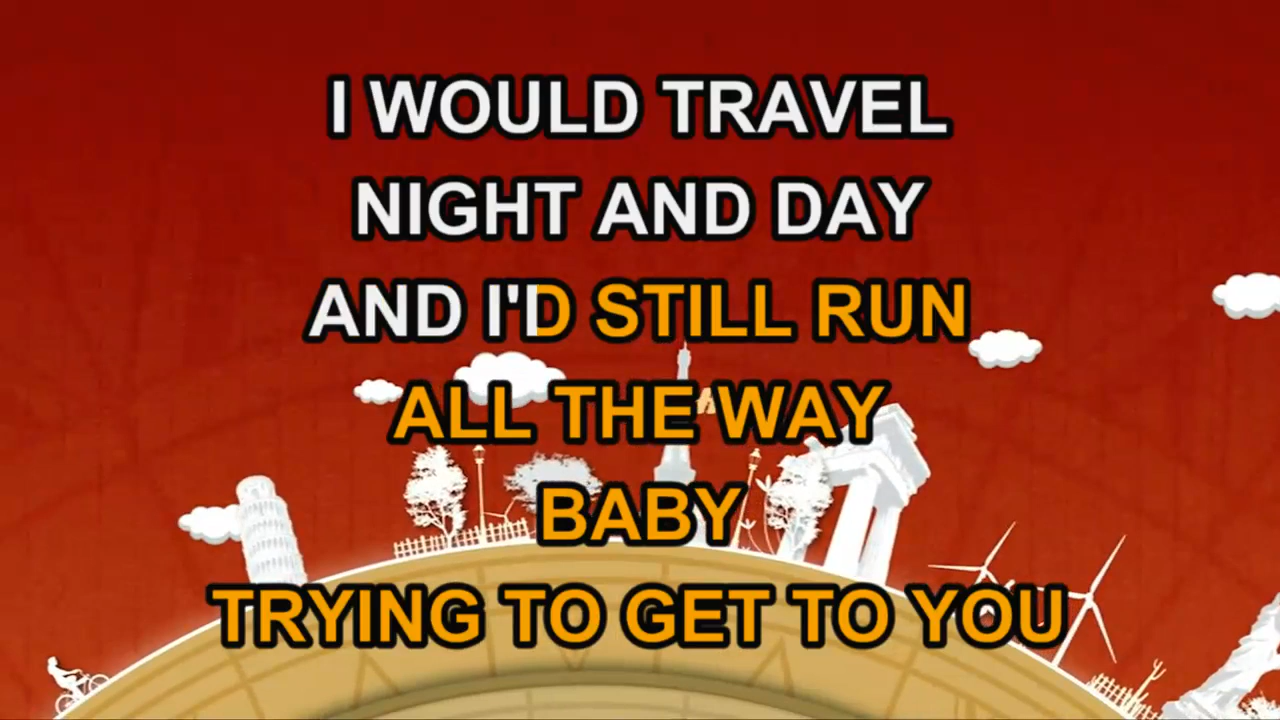 I WOULD TRAVEL
NIGHT AND DAY
AND I'D STILL RUN
ALL THE WAY
BABY
TRYING TO GET TO YOU